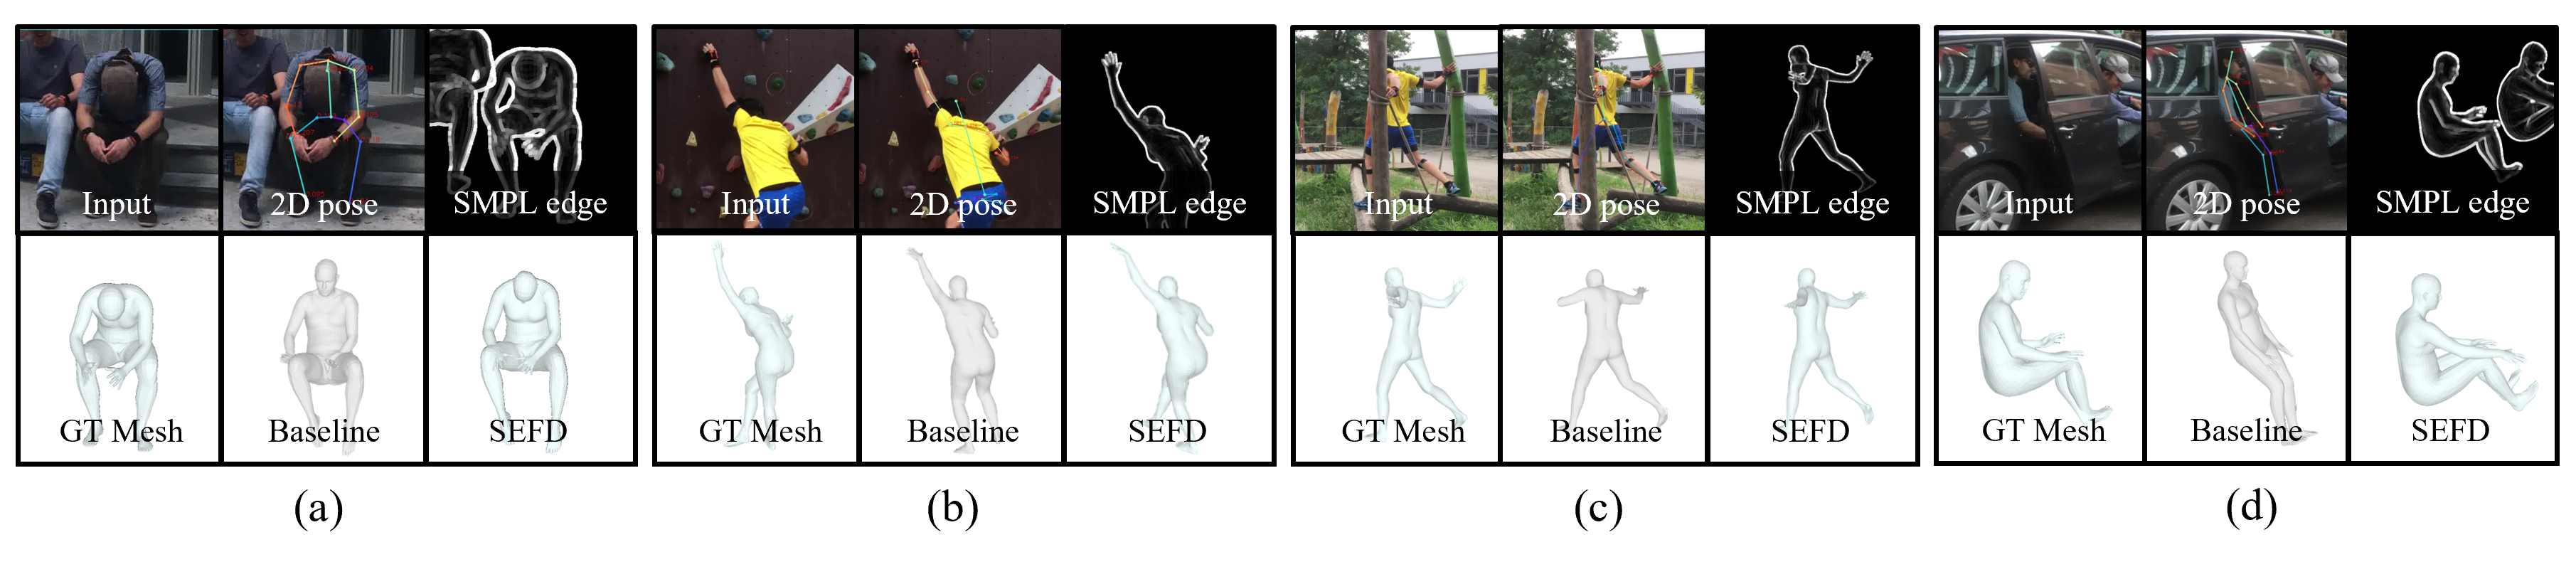 Input 2D pose SMPL edge Input 2D pose SMPL edge Input 2D pose SMPL edge Input 2D pose SMPL edge
GT Mesh Baseline SEFD GT Mesh Baseline SEFD GT Mesh Baseline SEFD GT Mesh Baseline SEFD
(a) (b) (c) (d)